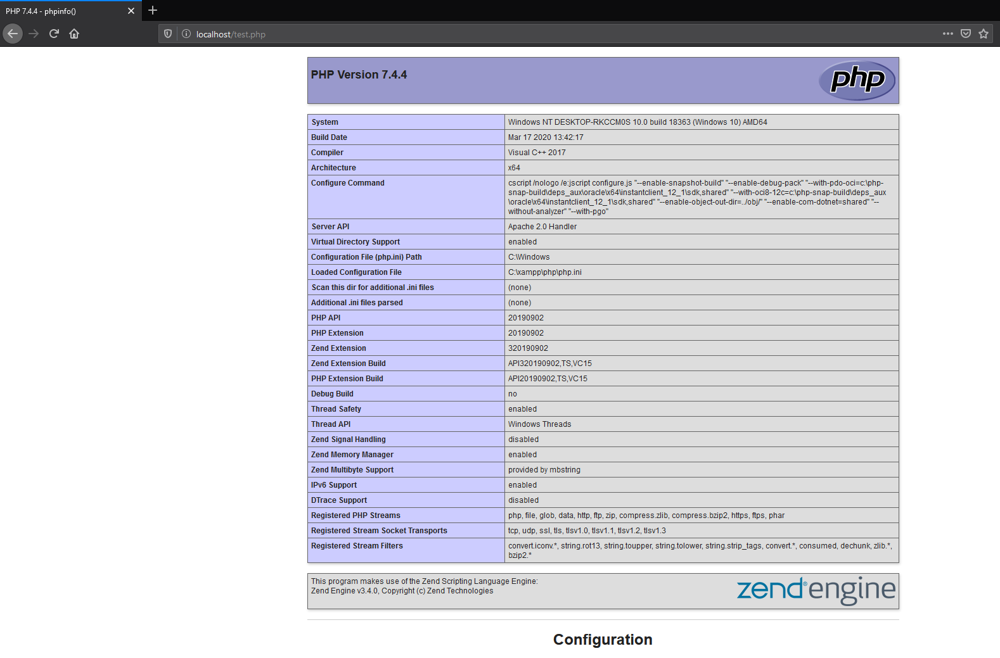 PHP 7.4.4 - phpinfo()
localhost/test.php
PHP Version 7.4.4
php
System Windows NT DESKTOP-RKCCM0S 10.0 build 18363 (Windows 10) AMD64
Build Date Mar 17 2020 13:42:17
Compiler Visual C++ 2017
Architecture x64
Configure Command cscript /nologo /e:jscript configure.js "--enable-snapshot-build" "--enable-debug-pack" "--with-pdo-oci=c:\php-
snap-build\deps_aux\oracle\x64\instantclient_12_1\sdk,shared" "--with-oci8-12c=c:\php-snap-build\deps_aux
\oracle\x64\instantclient_12_1\sdk,shared" "--enable-object-out-dir=../obj/" "--enable-com-dotnet=shared" "--
without-analyzer" "--with-pgo"
Server API Apache 2.0 Handler
Virtual Directory Support enabled
Configuration File (php.ini) Path C:\Windows
Loaded Configuration File C:\xampp\php\php.ini
Scan this dir for additional .ini files (none)
Additional .ini files parsed (none)
PHP API 20190902
PHP Extension 20190902
Zend Extension 320190902
Zend Extension Build API320190902,TS,VC15
PHP Extension Build API20190902,TS,VC15
Debug Build no
Thread Safety enabled
Thread API Windows Threads
Zend Signal Handling disabled
Zend Memory Manager enabled
Zend Multibyte Support provided by mbstring
IPv6 Support enabled
DTrace Support disabled
Registered PHP Streams php, file, glob, data, http, ftp, zip, compress.zlib, compress.bzip2, https, ftps, phar
Registered Stream Socket Transports tcp, udp, ssl, tls, tlsv1.0, tlsv1.1, tlsv1.2, tlsv1.3
Registered Stream Filters convert.iconv.*, string.rot13, string.toupper, string.tolower, string.strip_tags, convert.*, consumed, dechunk, zlib.*,
bzip2.*
This program makes use of the Zend Scripting Language Engine:
Zend Engine v3.4.0, Copyright (c) Zend Technologies
zend® engine
Configuration